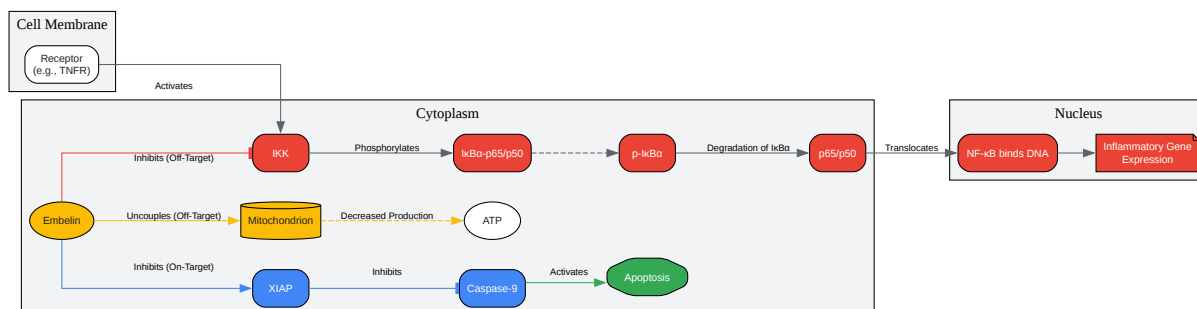 Cell Membrane
Receptor
(e.g., TNFR)
Activates
Cytoplasm
Nucleus
Inhibits (Off-Target)
IKK
Phosphorylates
IκBα-p65/p50
p-IκBα
Degradation of IκBα
p65/p50
Translocates
NF-κB binds DNA
Inflammatory Gene
Expression
Embelin
Uncouples (Off-Target)
Mitochondrion
Decreased Production
ATP
Inhibits (On-Target)
XIAP
Inhibits
Caspase-9
Activates
Apoptosis